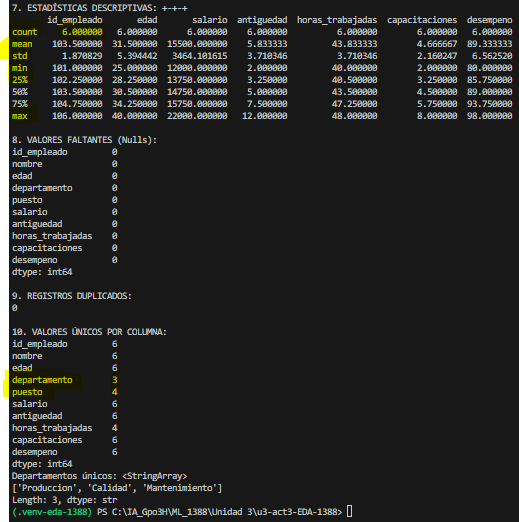 7. ESTADÍSTICAS DESCRIPTIVAS: +-+-+
id_empleado edad salario antiguedad horas_trabajadas capacitaciones desempeno
count 6.000000 6.000000 6.000000 6.000000 6.000000 6.000000 6.000000
mean 103.500000 31.500000 15500.000000 5.833333 43.833333 4.666667 89.333333
std 1.870829 5.394442 3464.101615 3.710346 3.710346 2.160247 6.562520
min 101.000000 25.000000 12000.000000 2.000000 40.000000 2.000000 80.000000
25% 102.250000 28.250000 13750.000000 3.250000 40.500000 3.250000 85.750000
50% 103.500000 30.500000 14750.000000 5.000000 43.500000 4.500000 89.000000
75% 104.750000 34.250000 15750.000000 7.500000 47.250000 5.750000 93.750000
max 106.000000 40.000000 22000.000000 12.000000 48.000000 8.000000 98.000000
8. VALORES FALTANTES (Nulls):
id_empleado 0
nombre 0
edad 0
departamento 0
puesto 0
salario 0
antiguedad 0
horas_trabajadas 0
capacitaciones 0
desempeno 0
dtype: int64
9. REGISTROS DUPLICADOS:
0
10. VALORES ÚNICOS POR COLUMNA:
id_empleado 6
nombre 6
edad 6
departamento 3
puesto 4
salario 6
antiguedad 6
horas_trabajadas 4
capacitaciones 6
desempeno 6
dtype: int64
Departamentos únicos: <StringArray>
['Produccion', 'Calidad', 'Mantenimiento']
Length: 3, dtype: str
(.venv-eda-1388) PS C:\IA_Gpo3H\ML_1388\Unidad 3\u3-act3-EDA-1388>